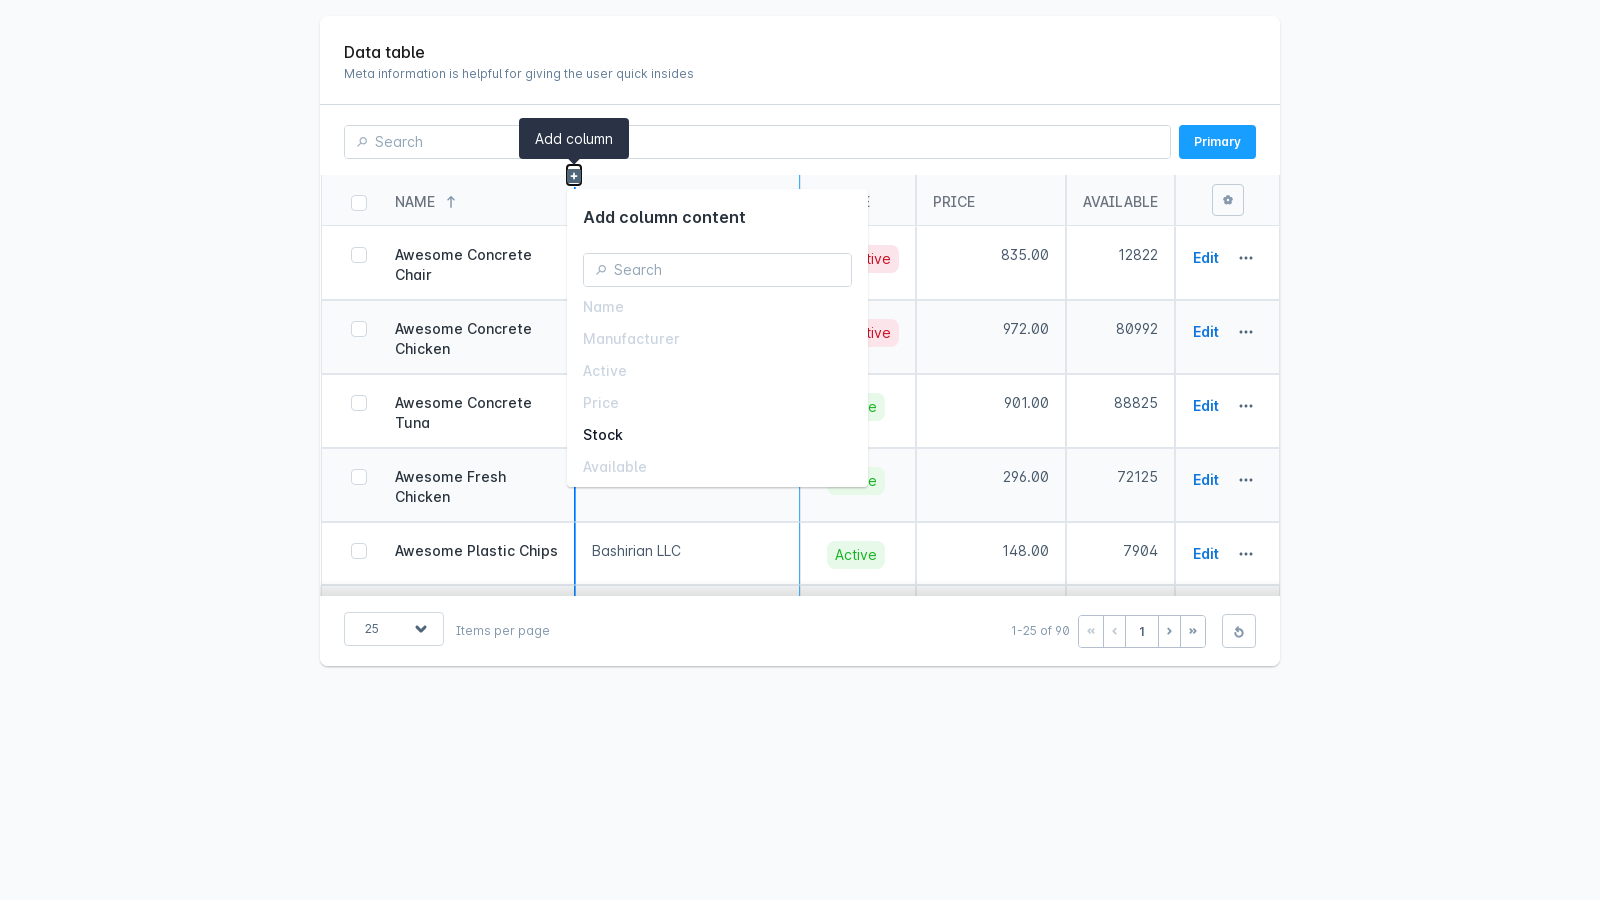 Data table
Meta information is helpful for giving the user quick insides
Search
Add column
Primary
NAME
PRICE
AVAILABLE
Add column content
Search
Name
Manufacturer
Active
Price
Stock
Available
Awesome Concrete
Chair
835.00
12822
Edit
Awesome Concrete
Chicken
972.00
80992
Edit
Awesome Concrete
Tuna
901.00
88825
Edit
Awesome Fresh
Chicken
296.00
72125
Edit
Awesome Plastic Chips
Bashirian LLC
Active
148.00
7904
Edit
25
Items per page
1-25 of 90
« ‹ 1 › »